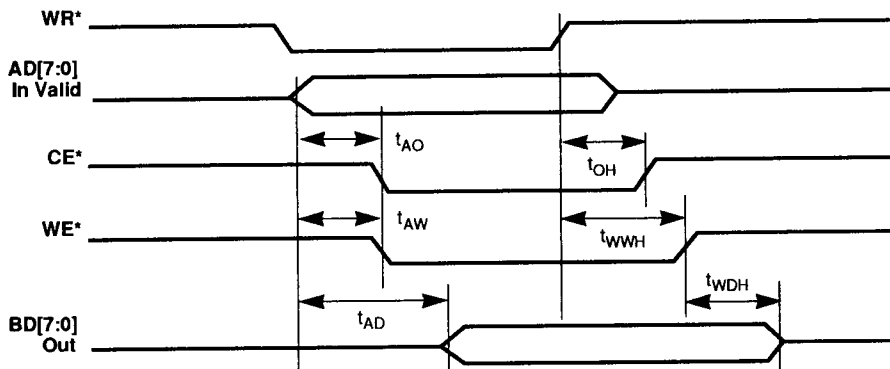 WR*
AD[7:0]
In Valid
tAO
CE*
tOH
tAW
WE*
tWWH
tWDH
tAD
BD[7:0]
Out